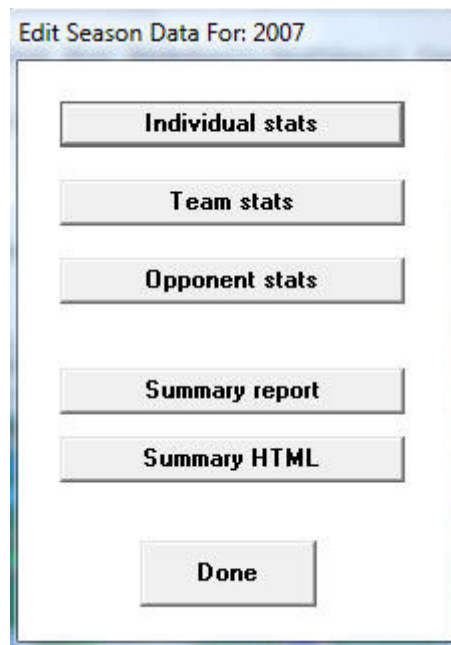 Edit Season Data For: 2007
Individual stats
Team stats
Opponent stats
Summary report
Summary HTML
Done